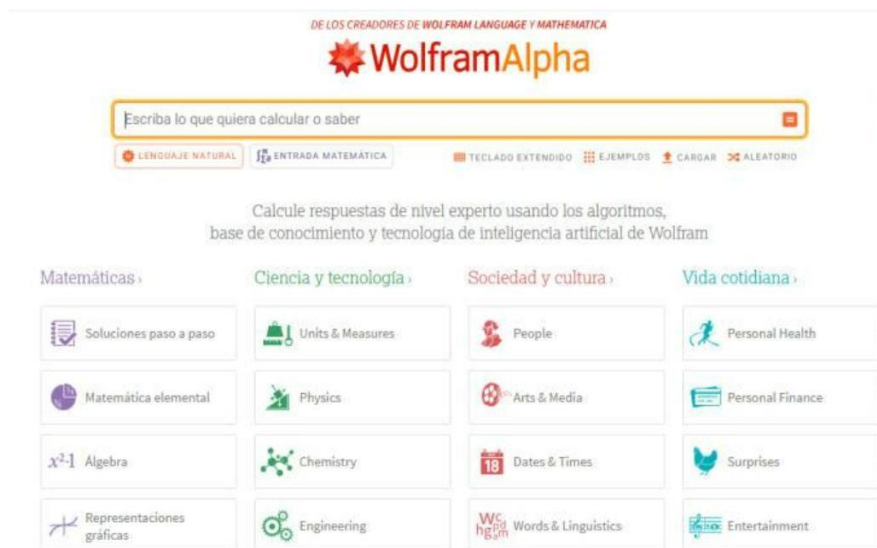 DE LOS CREADORES DE WOLFRAM LANGUAGE Y MATHEMATICA
WolframAlpha
Escriba lo que quiera calcular o saber
LENGUAJE NATURAL
ENTRADA MATEMÁTICA
TECLADO EXTENDIDO
EJEMPLOS
CARGAR
ALEATORIO
Calcule respuestas de nivel experto usando los algoritmos,
base de conocimiento y tecnología de inteligencia artificial de Wolfram
Matemáticas ›
Soluciones paso a paso
Matemática elemental
x²-1 Álgebra
Representaciones
gráficas
Ciencia y tecnología ›
Units & Measures
Physics
Chemistry
Engineering
Sociedad y cultura ›
People
Arts & Media
18 Dates & Times
Words & Linguistics
Vida cotidiana ›
Personal Health
Personal Finance
Surprises
Entertainment